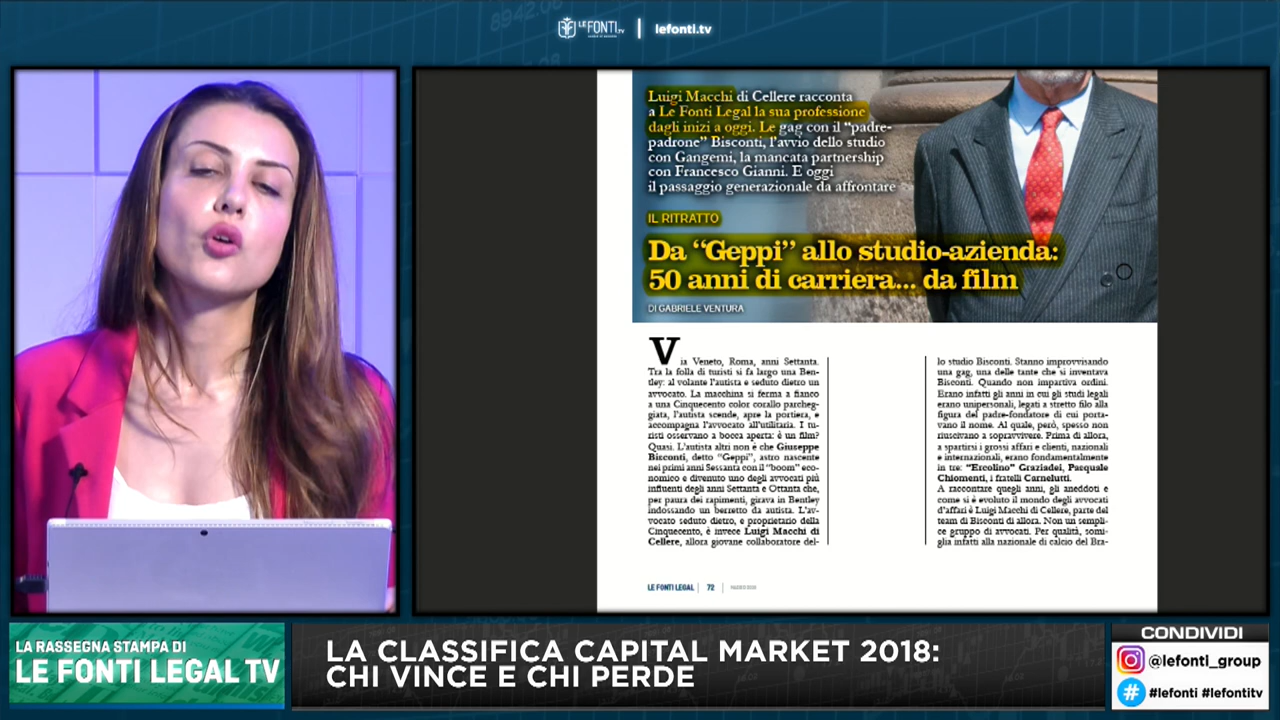 8942.06
LE FONTI.TV
lefonti.tv
Luigi Macchi di Cellere racconta
a Le Fonti Legal la sua professione
dagli inizi a oggi. Le gag con il “padre-
padrone” Bisconti, l’avvio dello studio
con Gangemi, la mancata partnership
con Francesco Gianni. E oggi
il passaggio generazionale da affrontare
IL RITRATTO
Da “Geppi” allo studio-azienda:
50 anni di carriera... da film
DI GABRIELE VENTURA
Via Veneto, Roma, anni Settanta.
Tra la folla di turisti si fa largo una Ben-
tley: al volante l’autista e seduto dietro un
avvocato. La macchina si ferma a fianco
a una Cinquecento color corallo parcheg-
giata, l’autista scende, apre la portiera, e
accompagna l’avvocato all’utilitaria. I tu-
risti osservano a bocca aperta: è un film?
Quasi. L’autista altri non è che Giuseppe
Bisconti, detto “Geppi”, astro nascente
nei primi anni Sessanta con il “boom” eco-
nomico e divenuto uno degli avvocati più
influenti degli anni Settanta e Ottanta che,
per paura dei rapimenti, girava in Bentley
indossando un berretto da autista. L’av-
vocato seduto dietro, e proprietario della
Cinquecento, è invece Luigi Macchi di
Cellere, allora giovane collaboratore del-
lo studio Bisconti. Stanno improvvisando
una gag, una delle tante che si inventava
Bisconti. Quando non impartiva ordini.
Erano infatti gli anni in cui gli studi legali
erano unipersonali, legati a stretto filo alla
figura del padre-fondatore di cui porta-
vano il nome. Al quale, però, spesso non
riuscivano a sopravvivere. Prima di allora,
a spartirsi i grossi affari e clienti, nazionali
e internazionali, erano fondamentalmente
in tre: “Ercolino” Graziadei, Pasquale
Chiomenti, i fratelli Carnelutti.
A raccontare quegli anni, gli aneddoti e
come si è evoluto il mondo degli avvocati
d’affari è Luigi Macchi di Cellere, parte del
team di Bisconti di allora. Non un sempli-
ce gruppo di avvocati. Per qualità, somi-
glia infatti alla nazionale di calcio del Bra-
LE FONTI LEGAL | 72 |
LA RASSEGNA STAMPA DI
LE FONTI LEGAL TV
LA CLASSIFICA CAPITAL MARKET 2018:
CHI VINCE E CHI PERDE
CONDIVIDI
@lefonti_group
# #lefonti #lefontitv